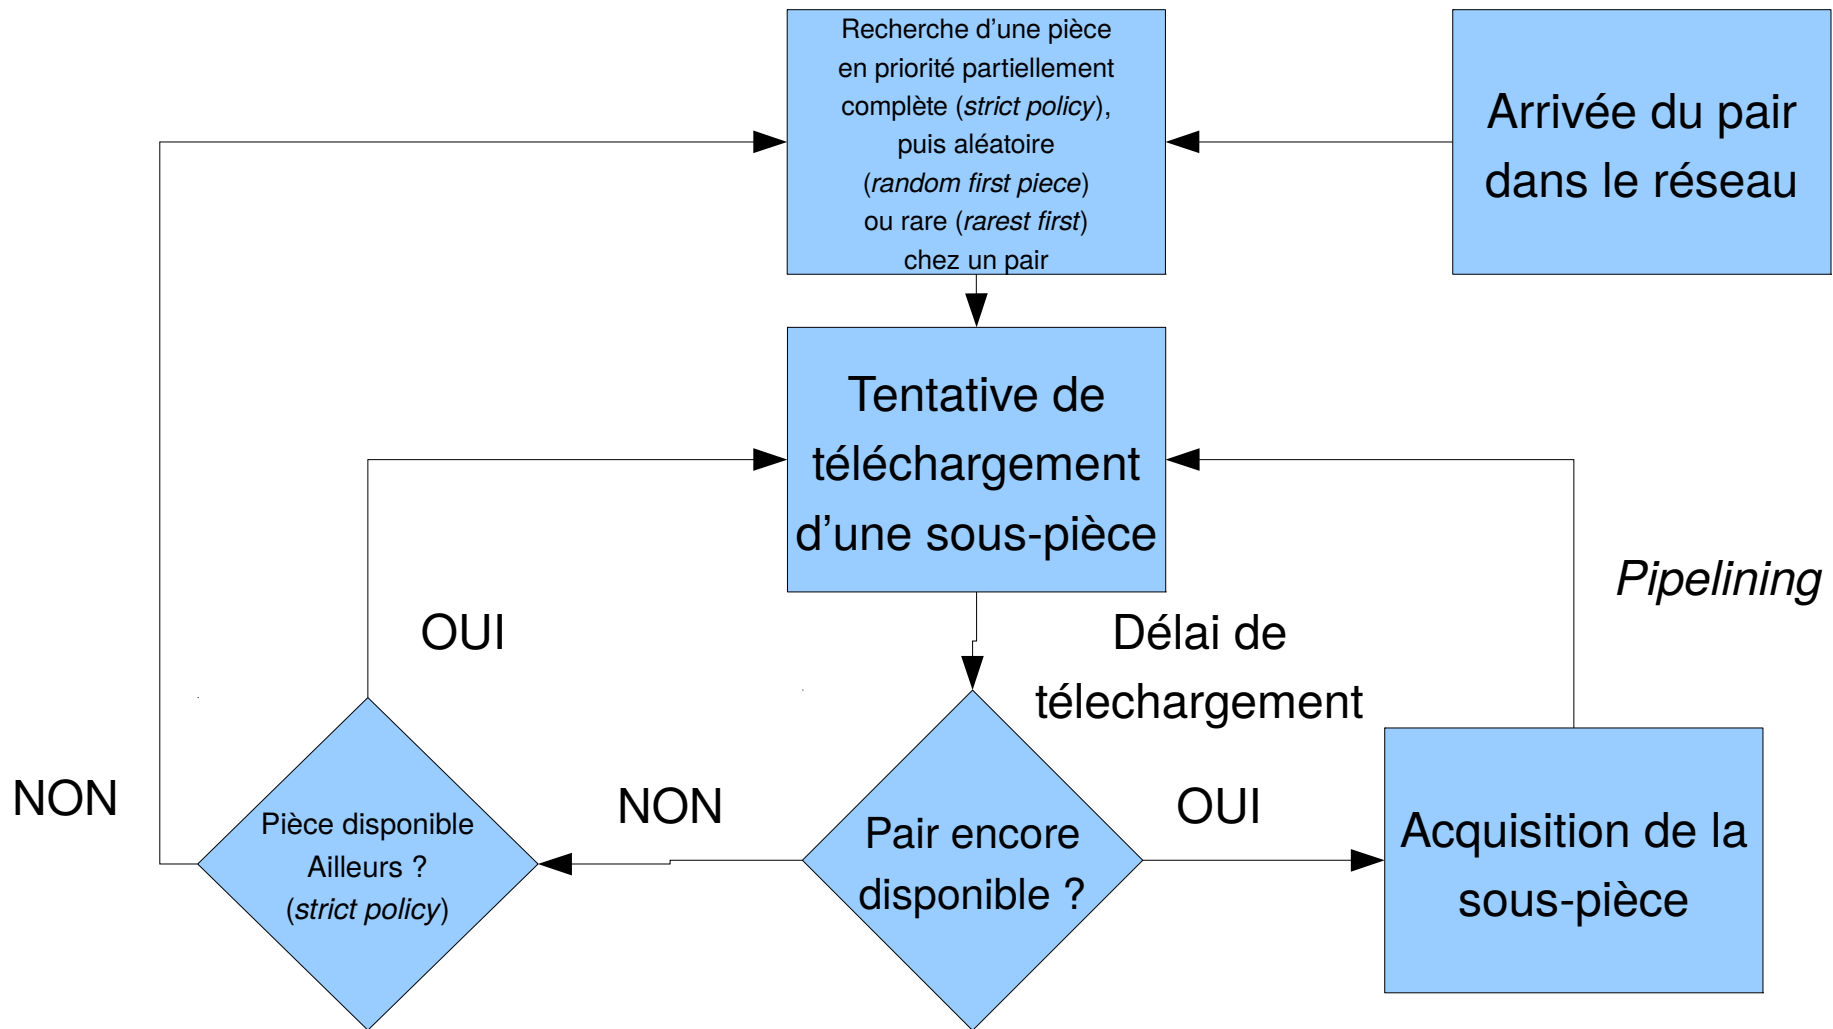 Recherche d’une pièce
en priorité partiellement
complète (strict policy),
puis aléatoire
(random first piece)
ou rare (rarest first)
chez un pair
Arrivée du pair
dans le réseau
Tentative de
téléchargement
d’une sous-pièce
Pipelining
OUI
Délai de
télechargement
NON
Pièce disponible
Ailleurs ?
(strict policy)
NON
Pair encore
disponible ?
OUI
Acquisition de la
sous-pièce